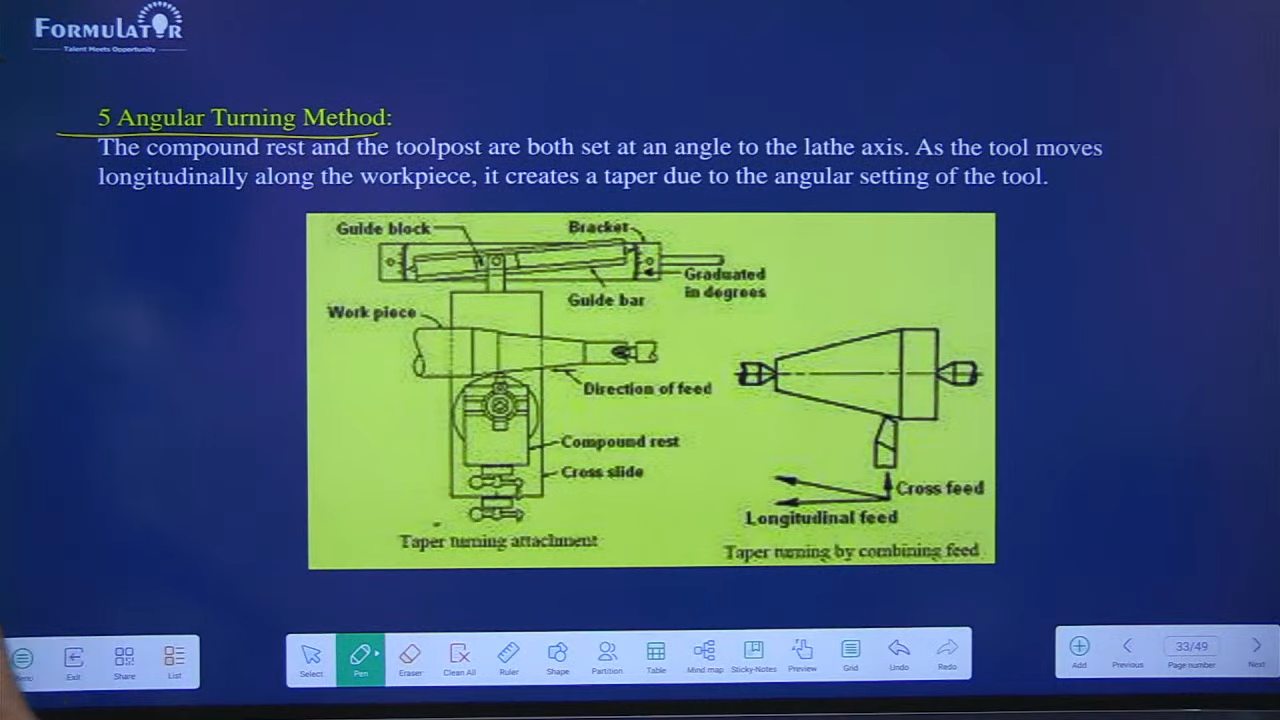 FORMULATOR
Talent Meets Opportunity
5 Angular Turning Method:
The compound rest and the toolpost are both set at an angle to the lathe axis. As the tool moves
longitudinally along the workpiece, it creates a taper due to the angular setting of the tool.
Guide block
Bracket
Graduated
in degrees
Guide bar
Work piece
Direction of feed
Compound rest
Cross slide
Taper turning attachment
Cross feed
Longitudinal feed
Taper turning by combining feed
Menu
Exit
Share
List
Select
Pen
Eraser
Clean All
Ruler
Shape
Partition
Table
Mind map
Sticky-Notes
Preview
Grid
Undo
Redo
Add
Previous
33/49
Page number
Next